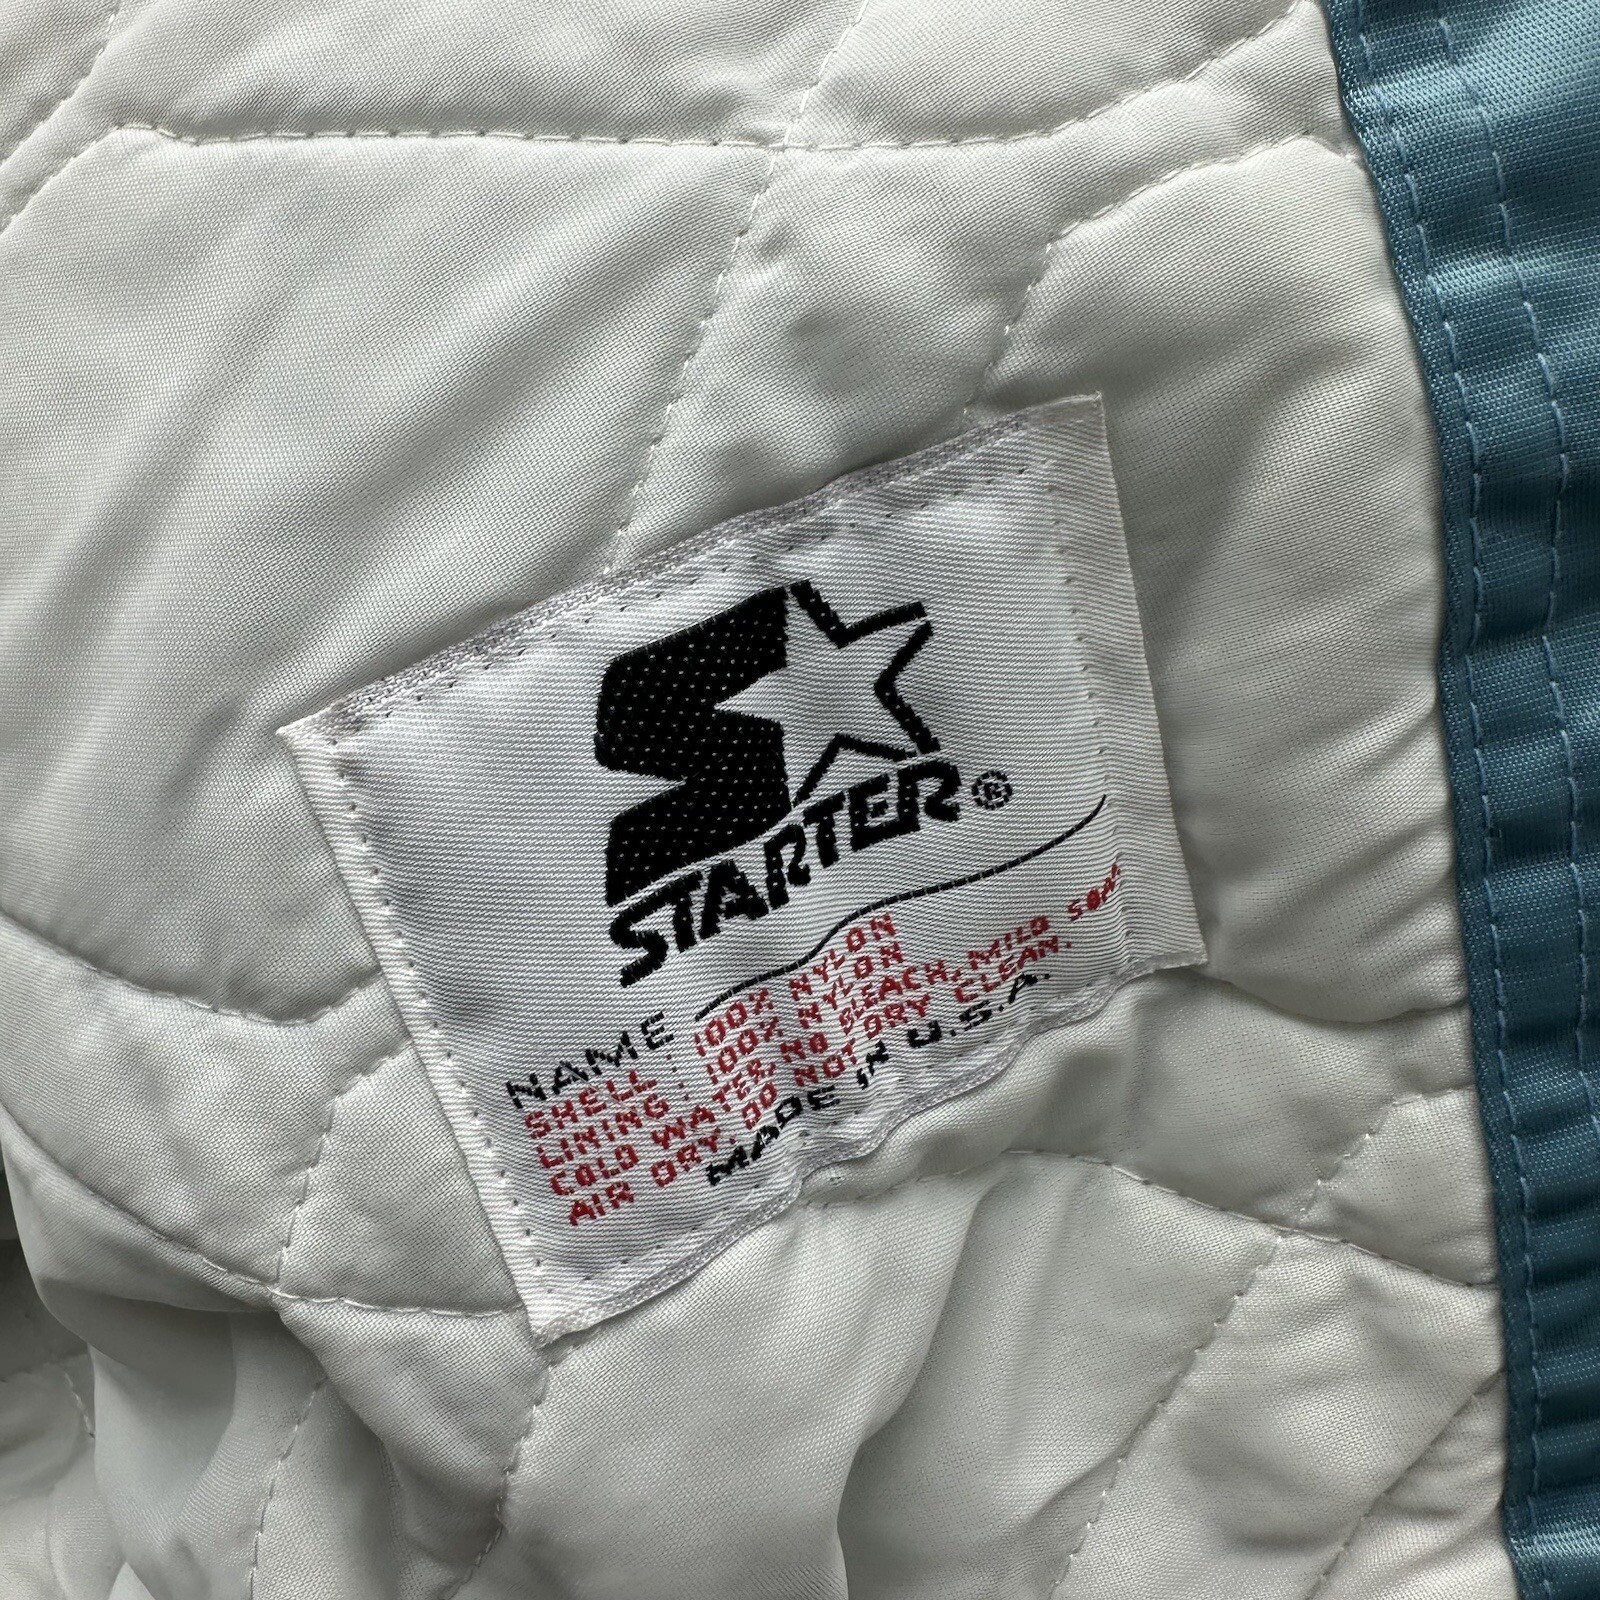 STARTER®
NAME
SHELL : 100% NYLON
LINING : 100% NYLON
COLD WATER, NO BLEACH, MILD SOAP
AIR DRY. DO NOT DRY CLEAN.
MADE IN U.S.A.